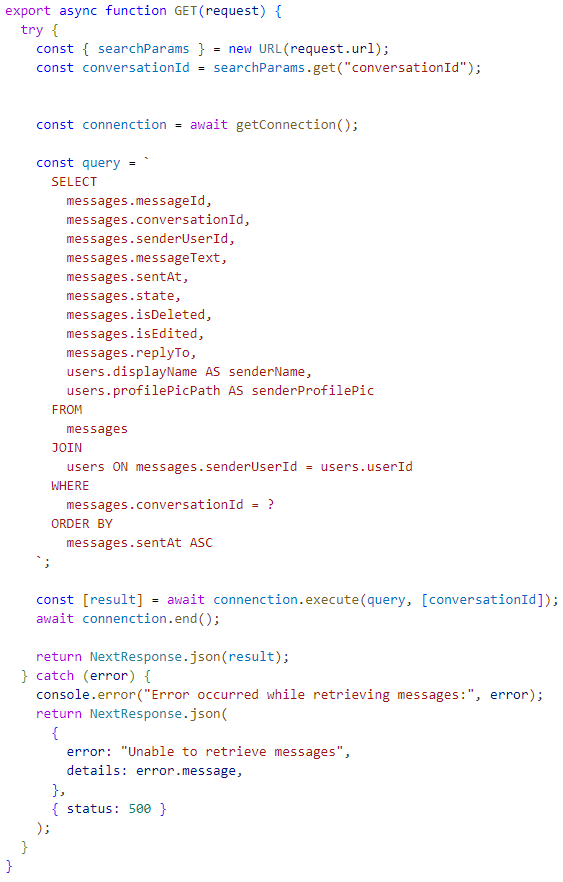 export async function GET(request) {
  try {
    const { searchParams } = new URL(request.url);
    const conversationId = searchParams.get("conversationId");


    const connenction = await getConnection();

    const query = `
      SELECT
        messages.messageId,
        messages.conversationId,
        messages.senderUserId,
        messages.messageText,
        messages.sentAt,
        messages.state,
        messages.isDeleted,
        messages.isEdited,
        messages.replyTo,
        users.displayName AS senderName,
        users.profilePicPath AS senderProfilePic
      FROM
        messages
      JOIN
        users ON messages.senderUserId = users.userId
      WHERE
        messages.conversationId = ?
      ORDER BY
        messages.sentAt ASC
    `;

    const [result] = await connenction.execute(query, [conversationId]);
    await connenction.end();

    return NextResponse.json(result);
  } catch (error) {
    console.error("Error occurred while retrieving messages:", error);
    return NextResponse.json(
      {
        error: "Unable to retrieve messages",
        details: error.message,
      },
      { status: 500 }
    );
  }
}